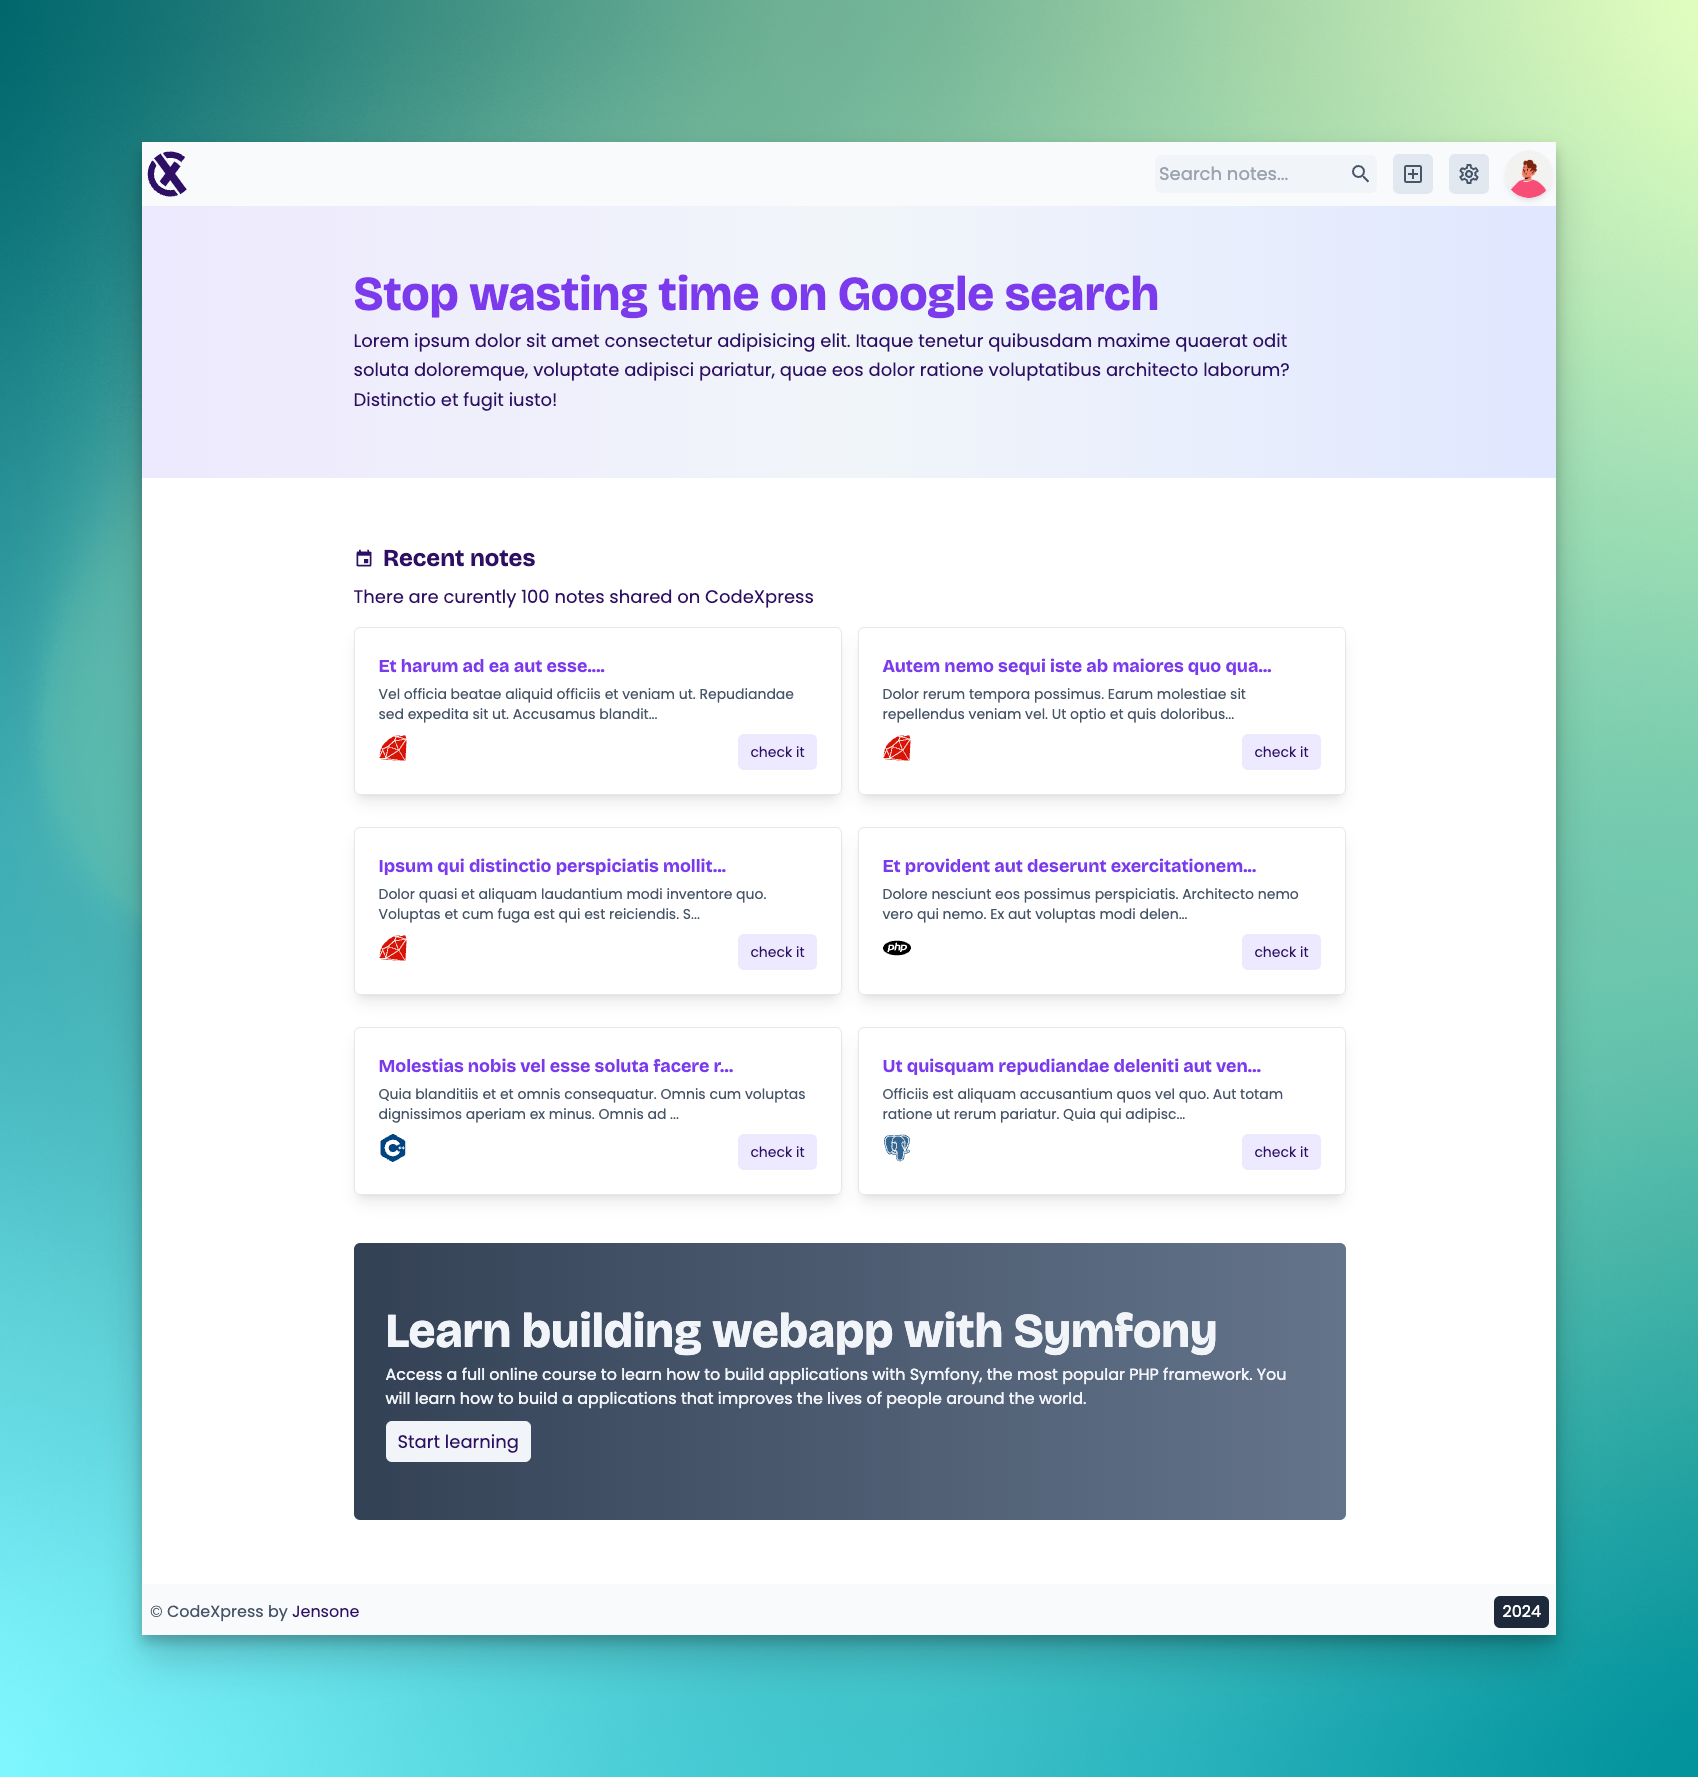 Search notes...
Stop wasting time on Google search
Lorem ipsum dolor sit amet consectetur adipisicing elit. Itaque tenetur quibusdam maxime quaerat odit
soluta doloremque, voluptate adipisci pariatur, quae eos dolor ratione voluptatibus architecto laborum?
Distinctio et fugit iusto!
Recent notes
There are curently 100 notes shared on CodeXpress
Et harum ad ea aut esse....
Vel officia beatae aliquid officiis et veniam ut. Repudiandae
sed expedita sit ut. Accusamus blandit...
check it
Autem nemo sequi iste ab maiores quo qua...
Dolor rerum tempora possimus. Earum molestiae sit
repellendus veniam vel. Ut optio et quis doloribus...
check it
Ipsum qui distinctio perspiciatis mollit...
Dolor quasi et aliquam laudantium modi inventore quo.
Voluptas et cum fuga est qui est reiciendis. S...
check it
Et provident aut deserunt exercitationem...
Dolore nesciunt eos possimus perspiciatis. Architecto nemo
vero qui nemo. Ex aut voluptas modi delen...
php
check it
Molestias nobis vel esse soluta facere r...
Quia blanditiis et et omnis consequatur. Omnis cum voluptas
dignissimos aperiam ex minus. Omnis ad ...
C++
check it
Ut quisquam repudiandae deleniti aut ven...
Officiis est aliquam accusantium quos vel quo. Aut totam
ratione ut rerum pariatur. Quia qui adipisc...
check it
Learn building webapp with Symfony
Access a full online course to learn how to build applications with Symfony, the most popular PHP framework. You
will learn how to build a applications that improves the lives of people around the world.
Start learning
© CodeXpress by Jensone
2024